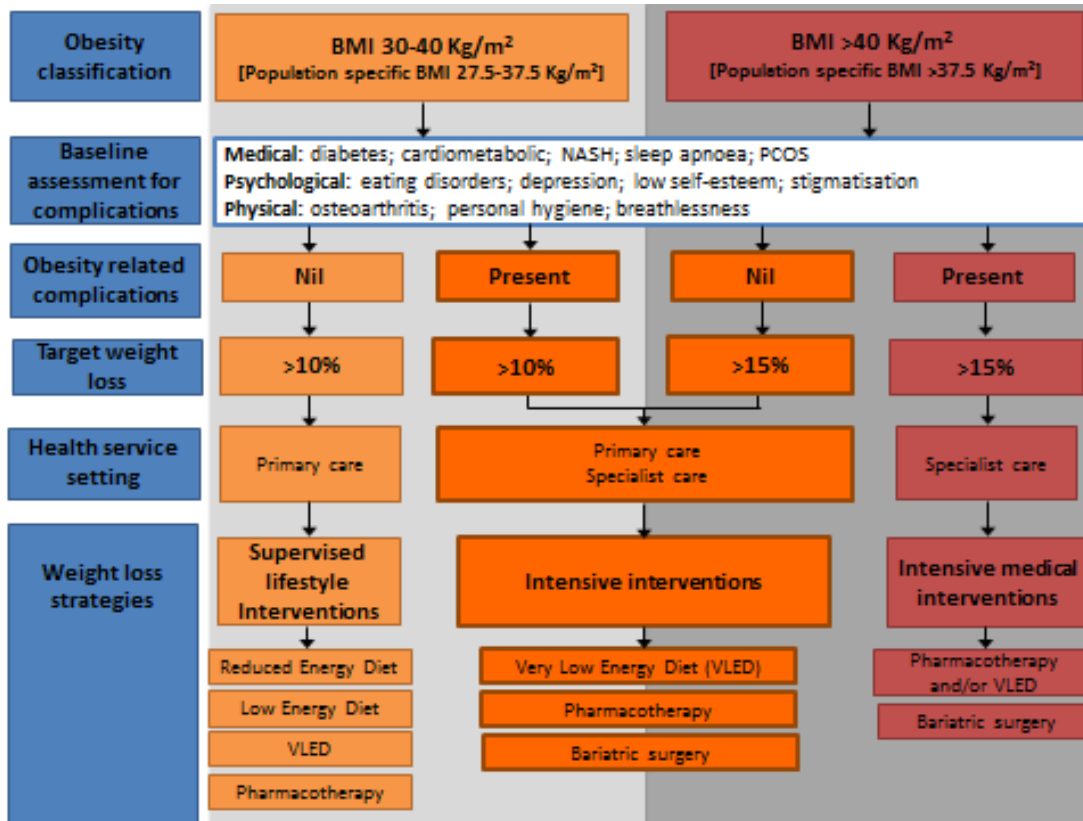 Obesity
classification
BMI 30-40 Kg/m²
[Population specific BMI 27.5-37.5 Kg/m²]
BMI >40 Kg/m²
[Population specific BMI >37.5 Kg/m²]
Baseline
assessment for
complications
Medical: diabetes; cardiometabolic; NASH; sleep apnoea; PCOS
Psychological: eating disorders; depression; low self-esteem; stigmatisation
Physical: osteoarthritis; personal hygiene; breathlessness
Obesity related
complications
Nil
Present
Nil
Present
Target weight
loss
>10%
>10%
>15%
>15%
Health service
setting
Primary care
Primary care
Specialist care
Specialist care
Weight loss
strategies
Supervised
lifestyle
Interventions
Intensive interventions
Intensive medical
interventions
Reduced Energy Diet
Low Energy Diet
VLED
Pharmacotherapy
Very Low Energy Diet (VLED)
Pharmacotherapy
Bariatric surgery
Pharmacotherapy
and/or VLED
Bariatric surgery